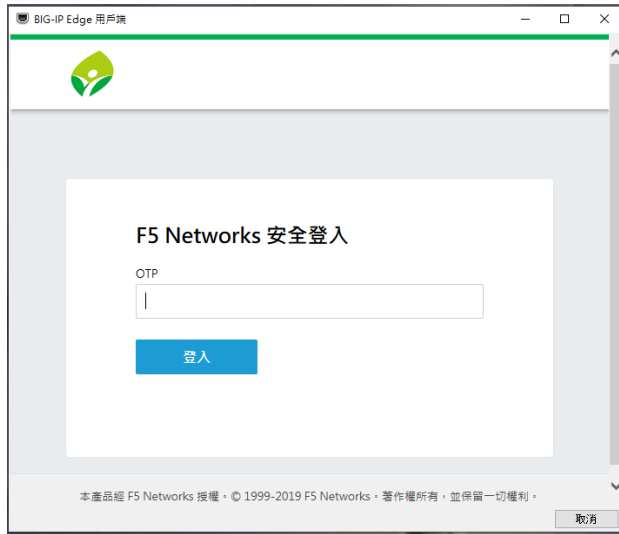 BIG-IP Edge 用戶端
F5 Networks 安全登入
OTP
登入
本產品經 F5 Networks 授權。© 1999-2019 F5 Networks。著作權所有，並保留一切權利。
取消